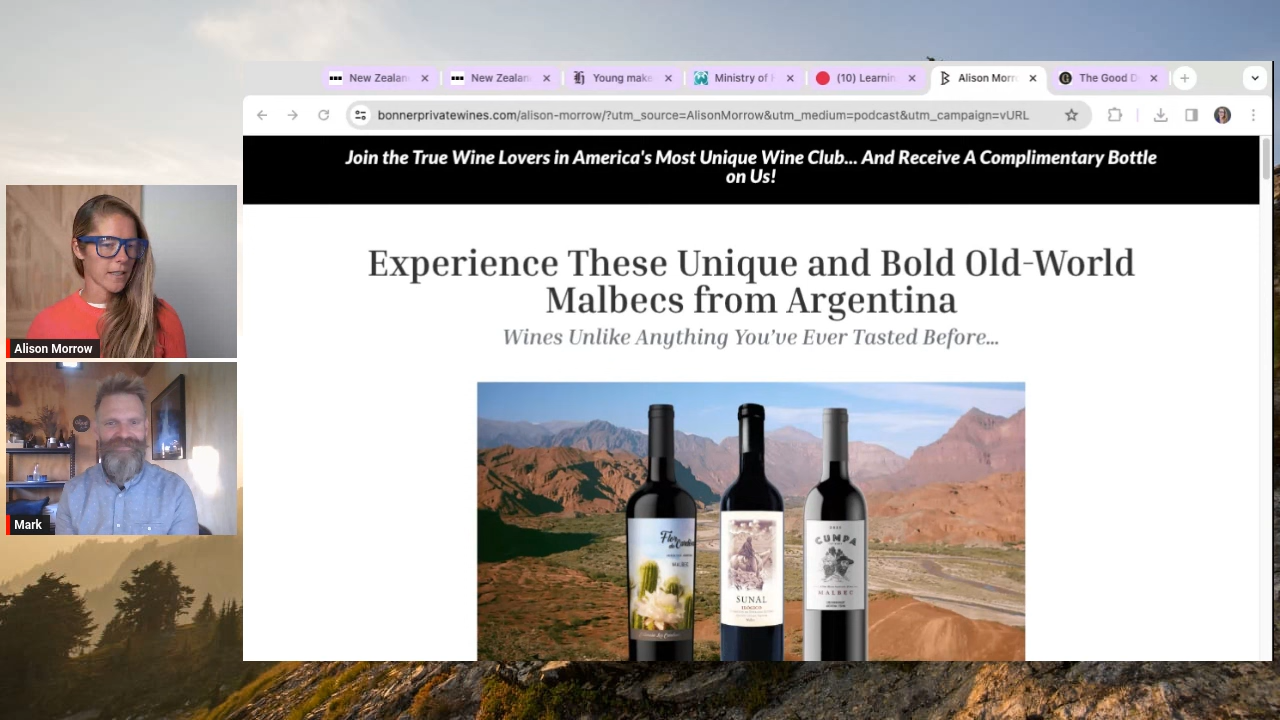 New Zealan
New Zealan
Young make
Ministry of
(10) Learnin
Alison Morr
The Good D
bonnerprivatewines.com/alison-morrow/?utm_source=AlisonMorrow&utm_medium=podcast&utm_campaign=vURL
Join the True Wine Lovers in America's Most Unique Wine Club... And Receive A Complimentary Bottle
on Us!
Experience These Unique and Bold Old-World
Malbecs from Argentina
Wines Unlike Anything You've Ever Tasted Before...
SUNAL
CUMPA
MALBEC
MALBEC
Alison Morrow
Mark